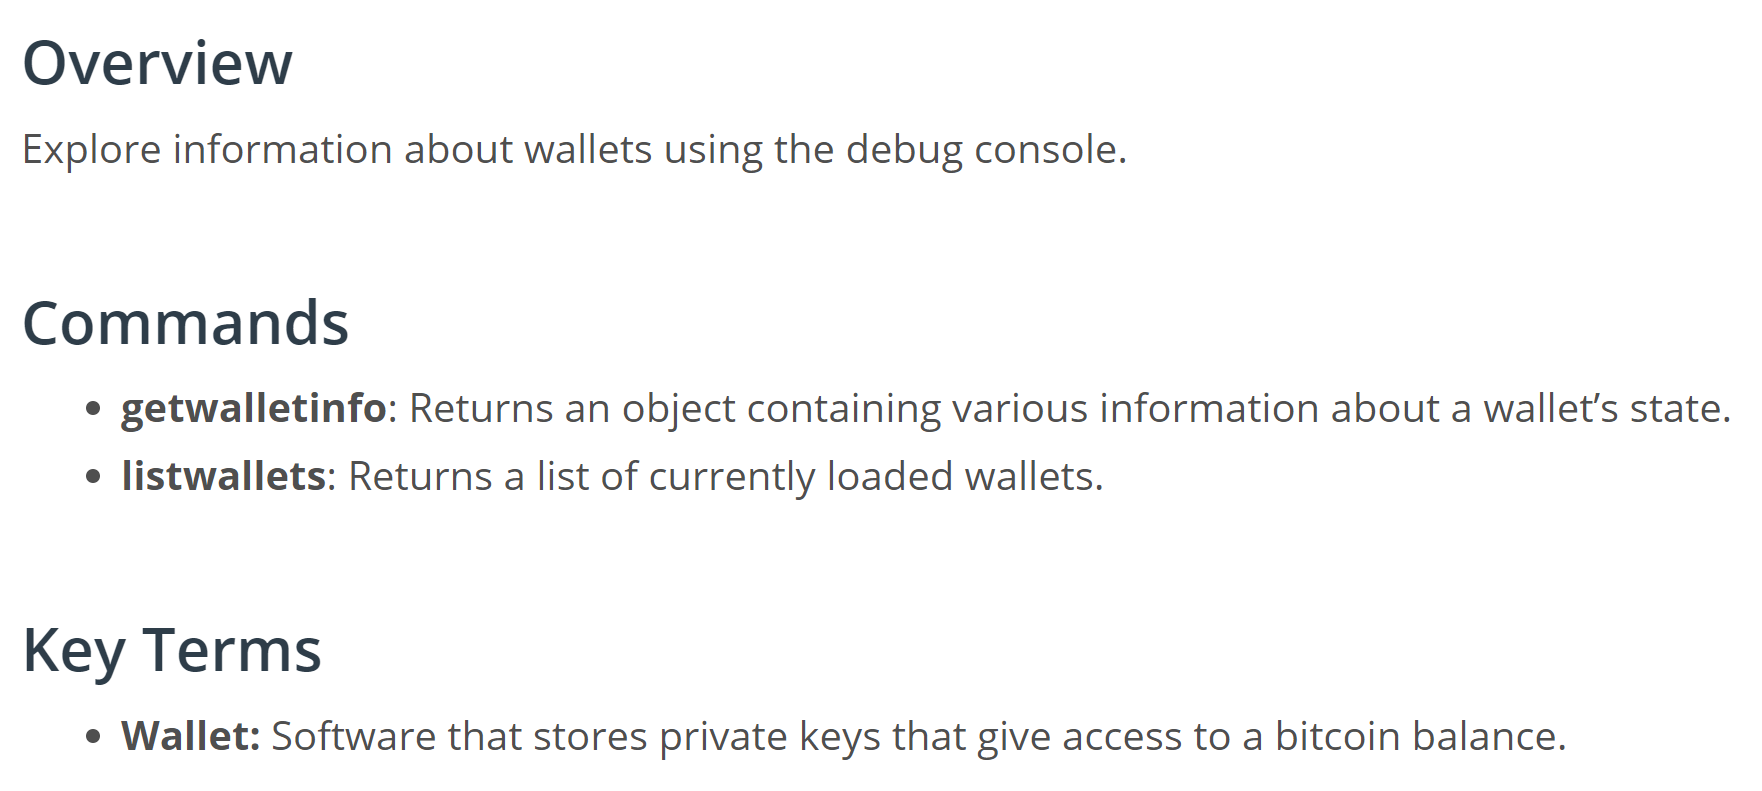 Overview
Explore information about wallets using the debug console.
Commands
• getwalletinfo: Returns an object containing various information about a wallet’s state.
• listwallets: Returns a list of currently loaded wallets.
Key Terms
• Wallet: Software that stores private keys that give access to a bitcoin balance.